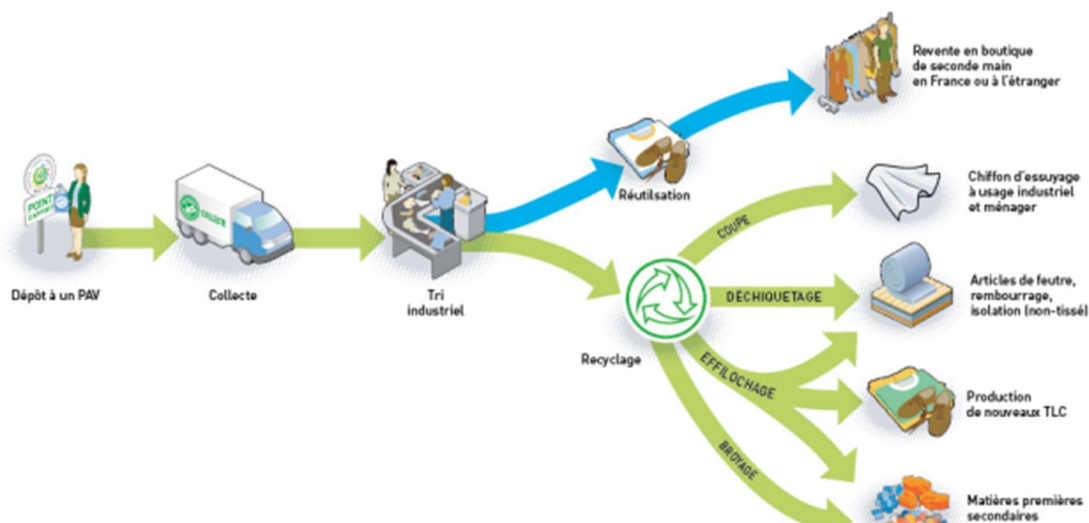 Revente en boutique
de seconde main
en France ou à l'étranger
Réutilsation
POINT
D'APPORT
COLLECTE
Dépôt à un PAV
Collecte
Tri
industriel
Recyclage
COUPE
Chiffon d'essuyage
à usage industriel
et ménager
DÉCHIQUETAGE
Articles de feutre,
rembourrage,
isolation (non-tissé)
EFFILOCHAGE
Production
de nouveaux TLC
BROYAGE
Matières premières
secondaires